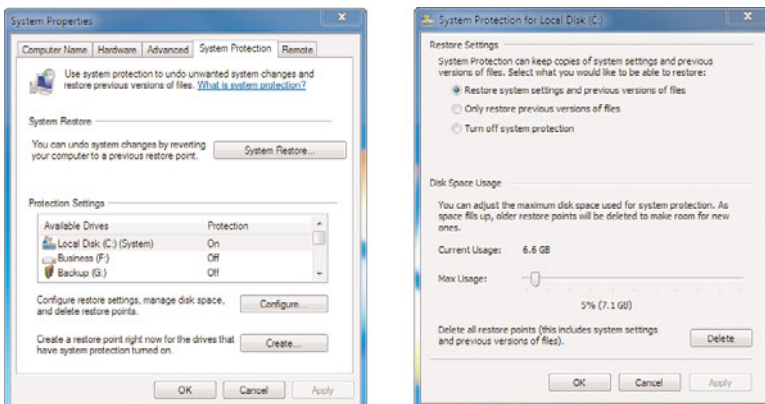 System Properties
Computer Name Hardware Advanced System Protection Remote
Use system protection to undo unwanted system changes and
restore previous versions of files. What is system protection?
System Restore
You can undo system changes by reverting
your computer to a previous restore point.
System Restore...
Protection Settings
Available Drives Protection
Local Disk (C:) (System) On
Business (F:) Off
Backup (G:) Off
Configure restore settings, manage disk space,
and delete restore points.
Configure...
Create a restore point right now for the drives that
have system protection turned on.
Create...
OK Cancel Apply
System Protection for Local Disk (C:)
Restore Settings
System Protection can keep copies of system settings and previous
versions of files. Select what you would like to be able to restore:
Restore system settings and previous versions of files
Only restore previous versions of files
Turn off system protection
Disk Space Usage
You can adjust the maximum disk space used for system protection. As
space fills up, older restore points will be deleted to make room for new
ones.
Current Usage: 6.6 GB
Max Usage:
5% (7.1 GB)
Delete all restore points (this includes system settings
and previous versions of files).
Delete
OK Cancel Apply